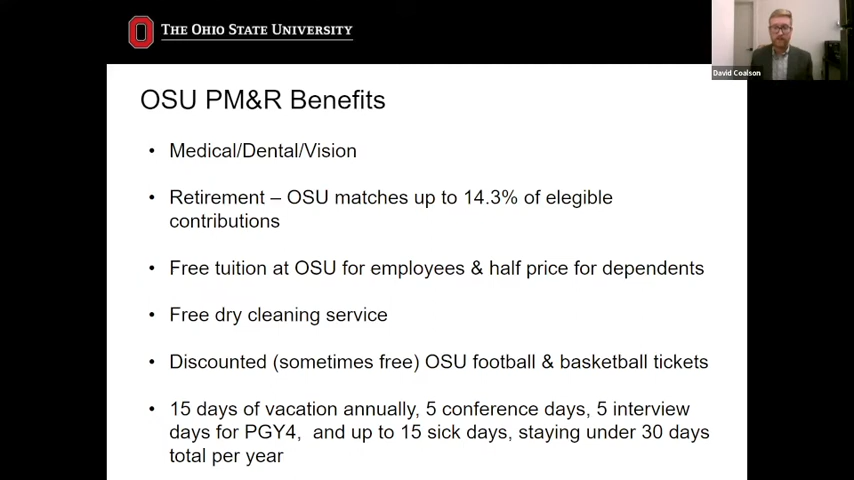 THE OHIO STATE UNIVERSITY
David Coalson
OSU PM&R Benefits
• Medical/Dental/Vision
• Retirement – OSU matches up to 14.3% of elegible
contributions
• Free tuition at OSU for employees & half price for dependents
• Free dry cleaning service
• Discounted (sometimes free) OSU football & basketball tickets
• 15 days of vacation annually, 5 conference days, 5 interview
days for PGY4, and up to 15 sick days, staying under 30 days
total per year